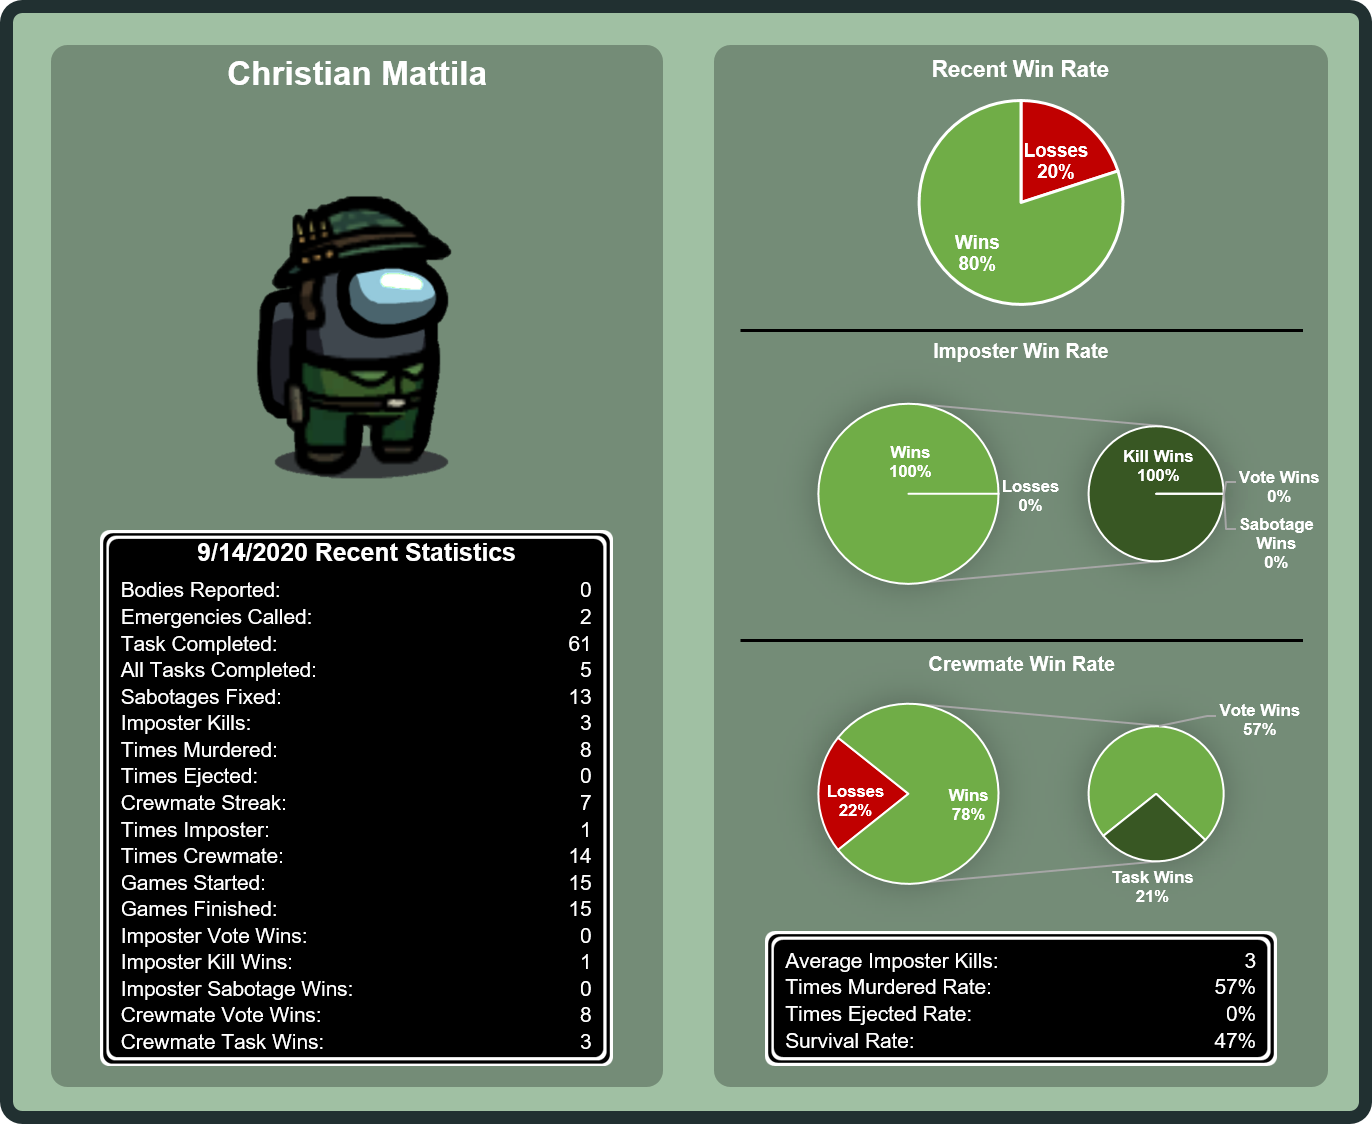 Christian Mattila
9/14/2020 Recent Statistics
Bodies Reported: 0
Emergencies Called: 2
Task Completed: 61
All Tasks Completed: 5
Sabotages Fixed: 13
Imposter Kills: 3
Times Murdered: 8
Times Ejected: 0
Crewmate Streak: 7
Times Imposter: 1
Times Crewmate: 14
Games Started: 15
Games Finished: 15
Imposter Vote Wins: 0
Imposter Kill Wins: 1
Imposter Sabotage Wins: 0
Crewmate Vote Wins: 8
Crewmate Task Wins: 3
Recent Win Rate
Losses
20%
Wins
80%
Imposter Win Rate
Wins
100%
Losses
0%
Kill Wins
100%
Vote Wins
0%
Sabotage
Wins
0%
Crewmate Win Rate
Losses
22%
Wins
78%
Vote Wins
57%
Task Wins
21%
Average Imposter Kills: 3
Times Murdered Rate: 57%
Times Ejected Rate: 0%
Survival Rate: 47%